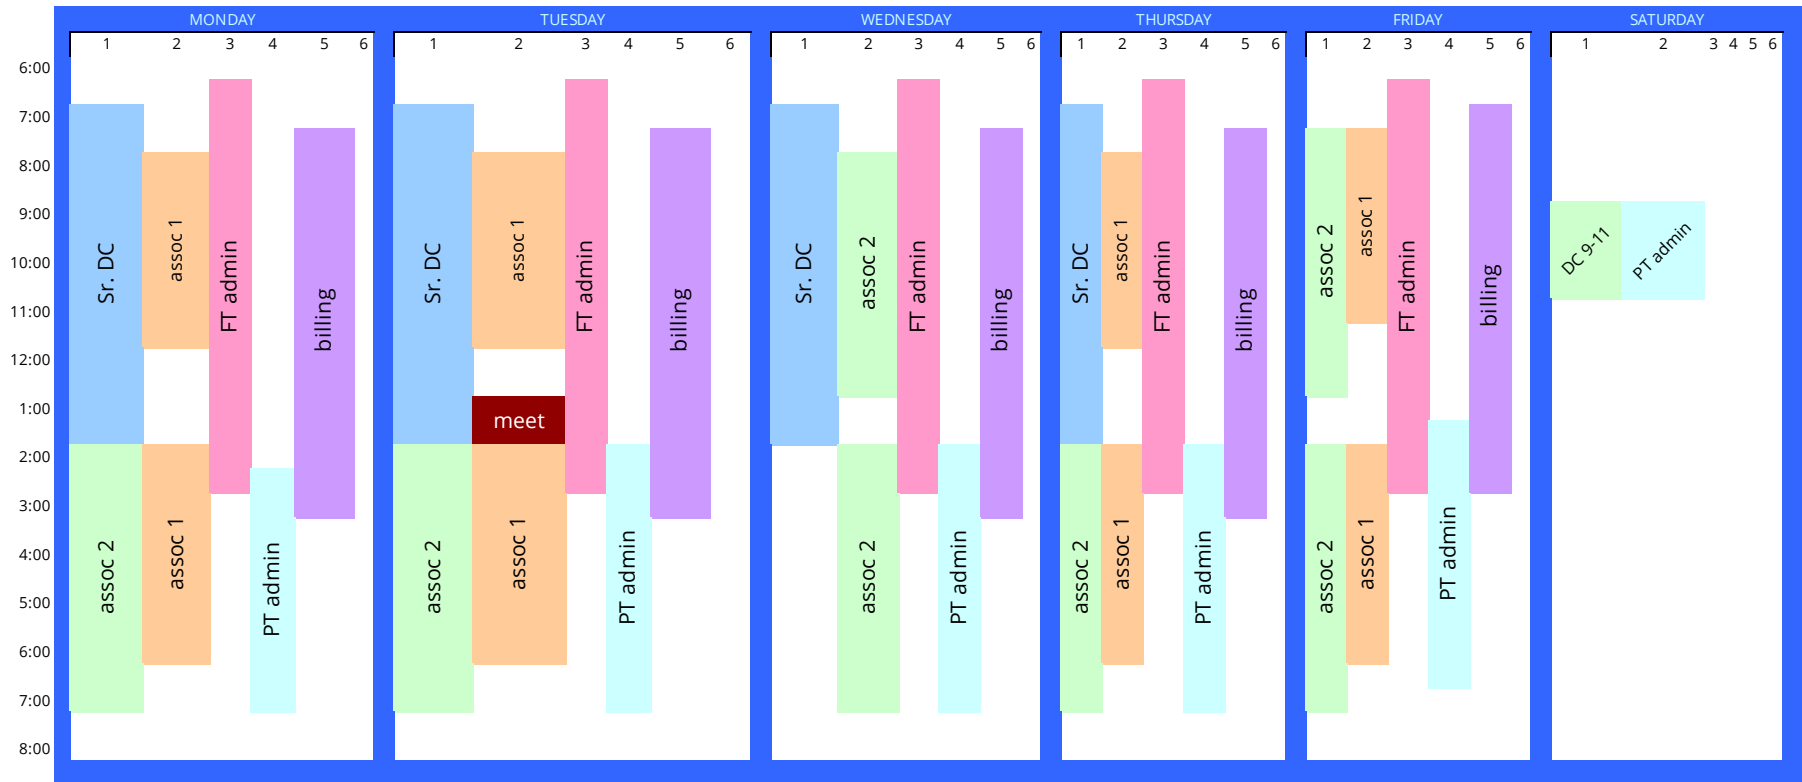 MONDAY TUESDAY WEDNESDAY THURSDAY FRIDAY SATURDAY
1 2 3 4 5 6 1 2 3 4 5 6 1 2 3 4 5 6 1 2 3 4 5 6 1 2 3 4 5 6 1 2 3 4 5 6
6:00
7:00
8:00
9:00
10:00
11:00
12:00
1:00
2:00
3:00
4:00
5:00
6:00
7:00
8:00
Sr. DC
assoc 2
assoc 1
assoc 1
FT admin
PT admin
billing
Sr. DC
assoc 2
assoc 1
meet
assoc 1
FT admin
PT admin
billing
Sr. DC
assoc 2
assoc 2
FT admin
PT admin
billing
Sr. DC
assoc 2
assoc 1
assoc 1
FT admin
PT admin
billing
assoc 2
assoc 2
assoc 1
assoc 1
FT admin
PT admin
billing
DC 9-11
PT admin